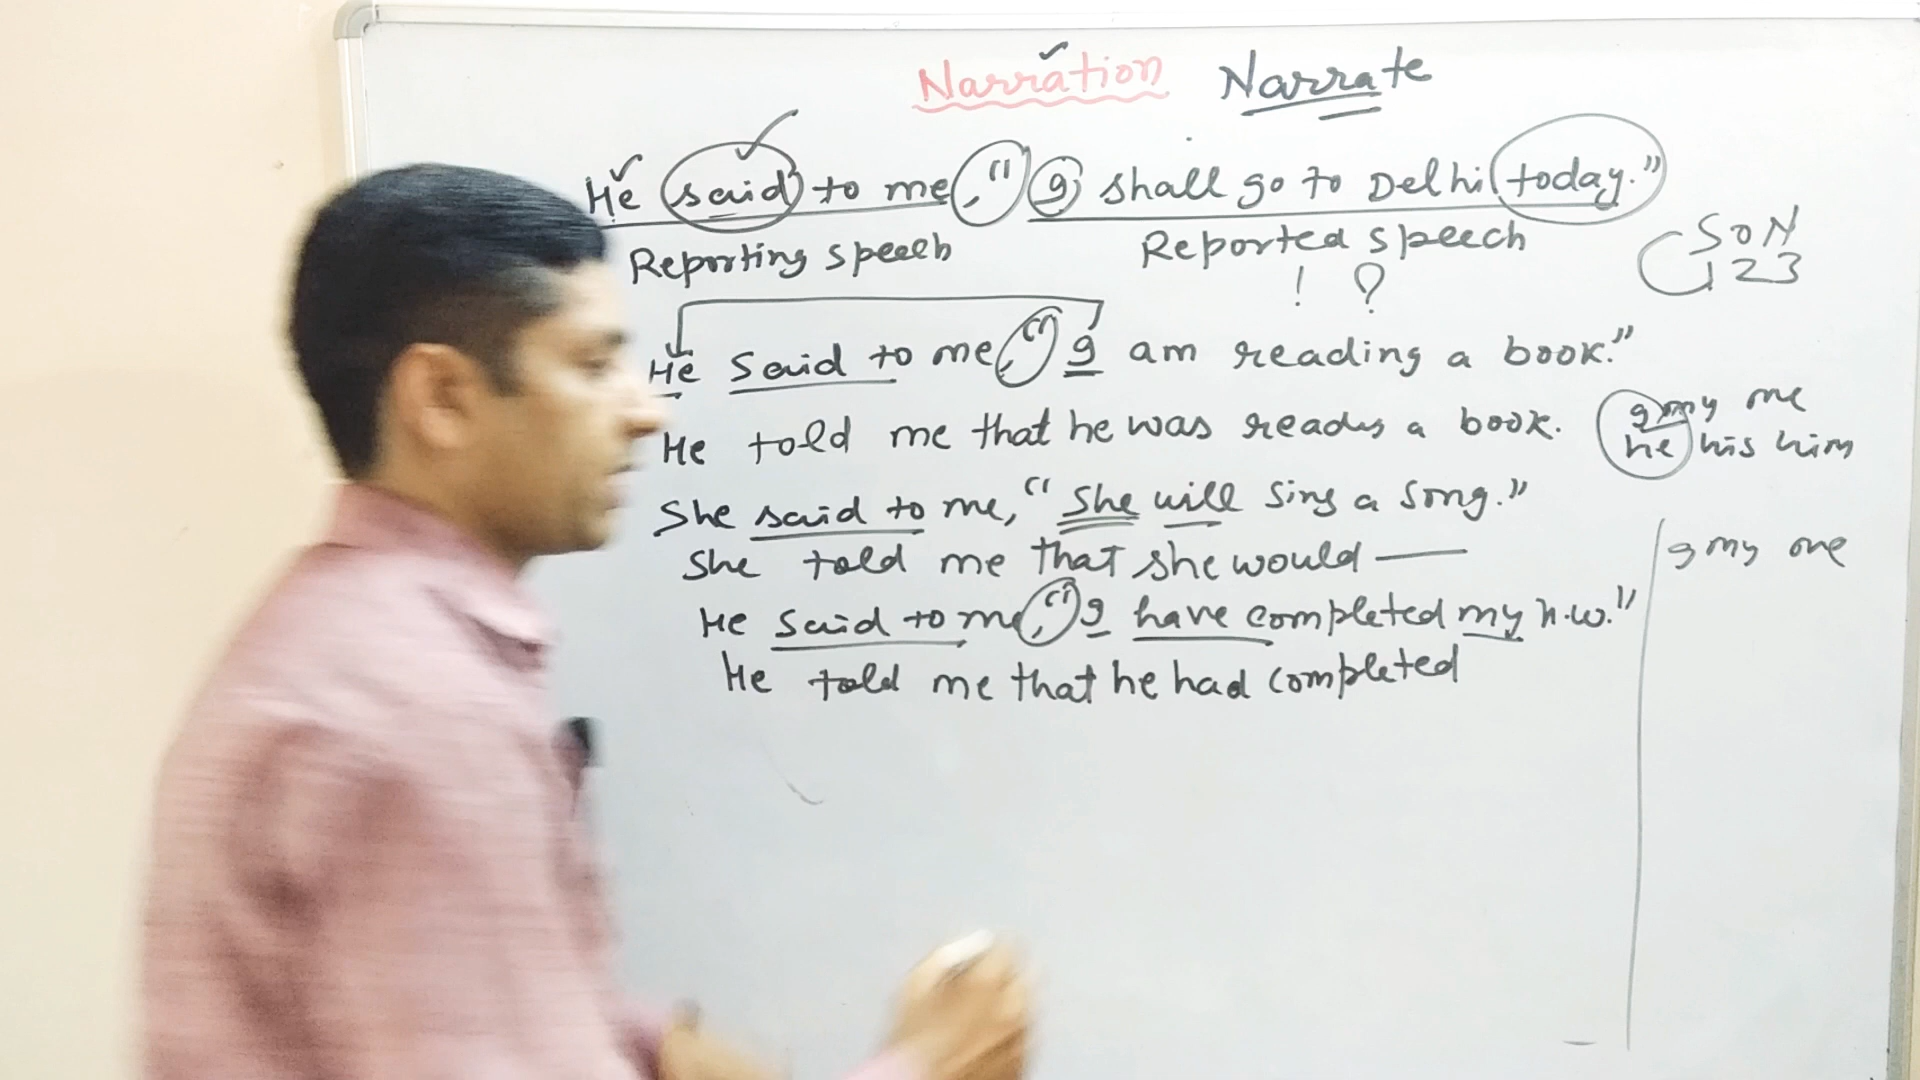 Narration Narrate
He said to me, "I shall go to Delhi today."
Reporting speech Reported speech
! ?
SON
123
He said to me, "I am reading a book."
He told me that he was reading a book.
I my me
he his him
She said to me, "She will sing a song."
She told me that she would —
I my me
He said to me, "I have completed my h.w."
He told me that he had completed